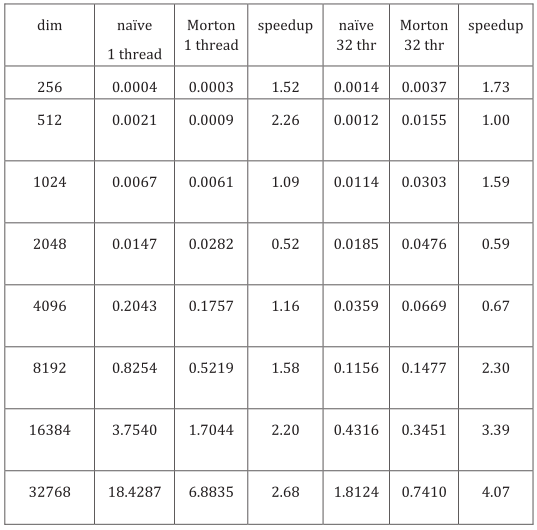 dim naïve Morton speedup naïve Morton speedup
1 thread 1 thread 32 thr 32 thr
256 0.0004 0.0003 1.52 0.0014 0.0037 1.73
512 0.0021 0.0009 2.26 0.0012 0.0155 1.00
1024 0.0067 0.0061 1.09 0.0114 0.0303 1.59
2048 0.0147 0.0282 0.52 0.0185 0.0476 0.59
4096 0.2043 0.1757 1.16 0.0359 0.0669 0.67
8192 0.8254 0.5219 1.58 0.1156 0.1477 2.30
16384 3.7540 1.7044 2.20 0.4316 0.3451 3.39
32768 18.4287 6.8835 2.68 1.8124 0.7410 4.07